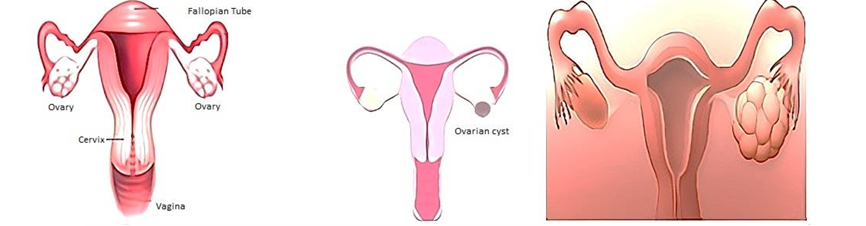 Fallopian Tube
Ovary
Ovary
Cervix
Vagina
Ovarian cyst